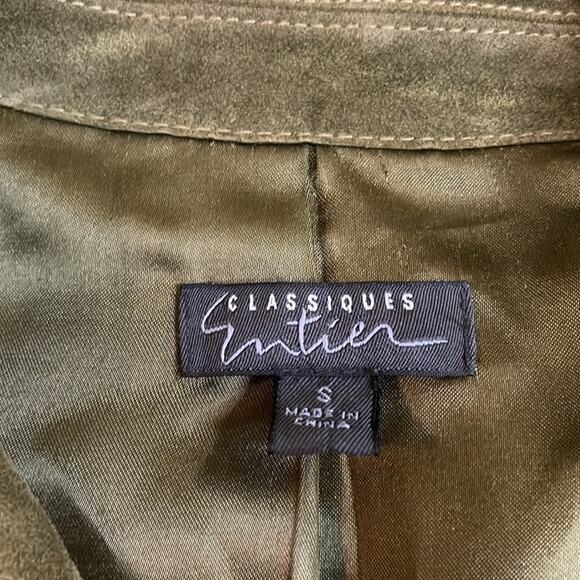 CLASSIQUES
Entier
S
MADE IN
CHINA